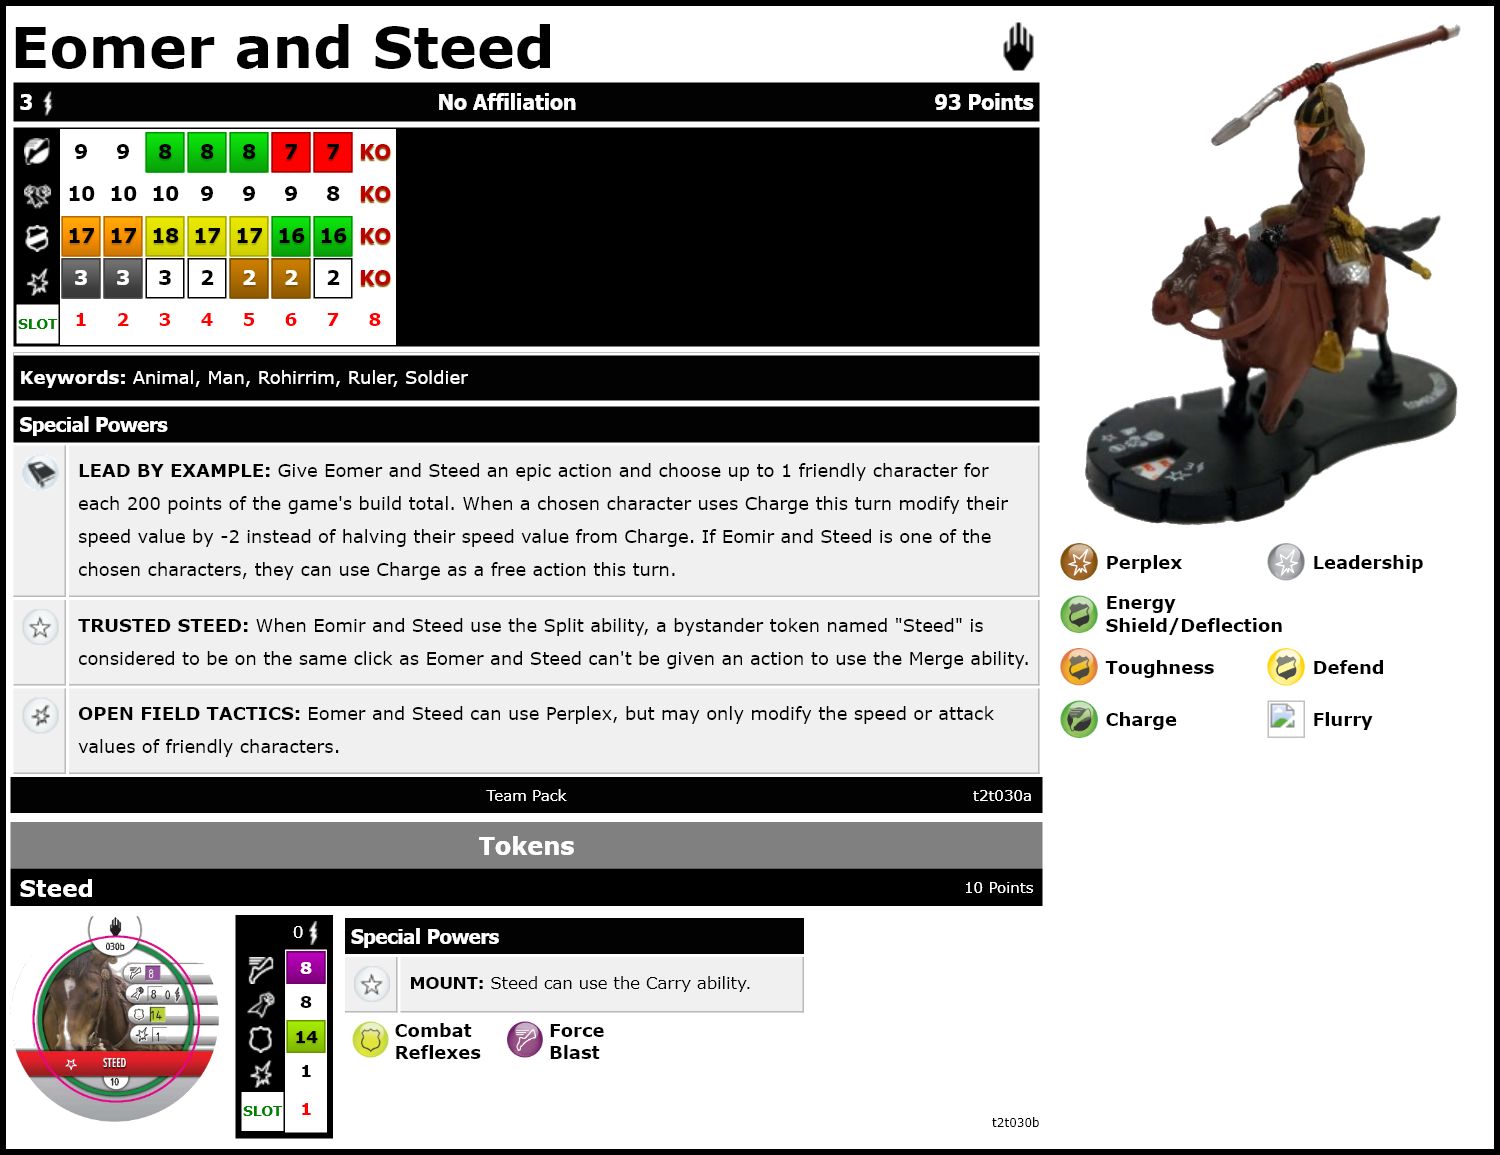 Eomer and Steed
3 No Affiliation 93 Points
9 9 8 8 8 7 7 KO
10 10 10 9 9 9 8 KO
17 17 18 17 17 16 16 KO
3 3 3 2 2 2 2 KO
SLOT 1 2 3 4 5 6 7 8
Keywords: Animal, Man, Rohirrim, Ruler, Soldier
Special Powers
LEAD BY EXAMPLE: Give Eomer and Steed an epic action and choose up to 1 friendly character for
each 200 points of the game's build total. When a chosen character uses Charge this turn modify their
speed value by -2 instead of halving their speed value from Charge. If Eomir and Steed is one of the
chosen characters, they can use Charge as a free action this turn.
TRUSTED STEED: When Eomir and Steed use the Split ability, a bystander token named "Steed" is
considered to be on the same click as Eomer and Steed can't be given an action to use the Merge ability.
OPEN FIELD TACTICS: Eomer and Steed can use Perplex, but may only modify the speed or attack
values of friendly characters.
Team Pack t2t030a
Perplex Leadership
Energy
Shield/Deflection
Toughness Defend
Charge Flurry
Tokens
Steed 10 Points
030b
8
8 0
14
1
STEED
10
0
8
8
14
1
SLOT 1
Special Powers
MOUNT: Steed can use the Carry ability.
Combat
Reflexes
Force
Blast
t2t030b